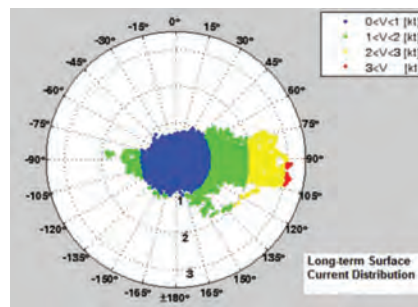 0°
-15° 15°
-30° 30°
-45° 45°
-60° 60°
-75° 75°
-90° 90°
-105° 105°
-120° 120°
-135° 135°
-150° 150°
-165° ±180° 165°
1
2
3
0<V<1 [kt]
1<V<2 [kt]
2<V<3 [kt]
3<V [kt]
Long-term Surface
Current Distribution